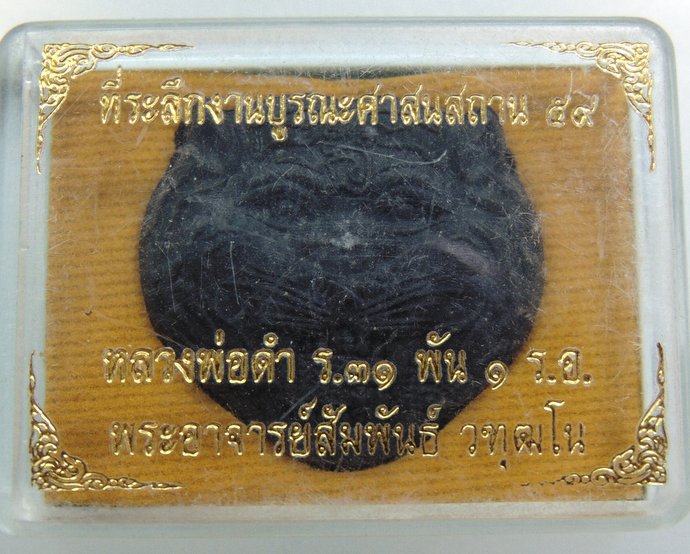 ที่ระลึกงานบูรณะศาสนสถาน ๕๙
หลวงพ่อดำ ร.๓๑ พัน ๑ ร.อ.
พระอาจารย์สัมพันธ์ วฑฺฒโน